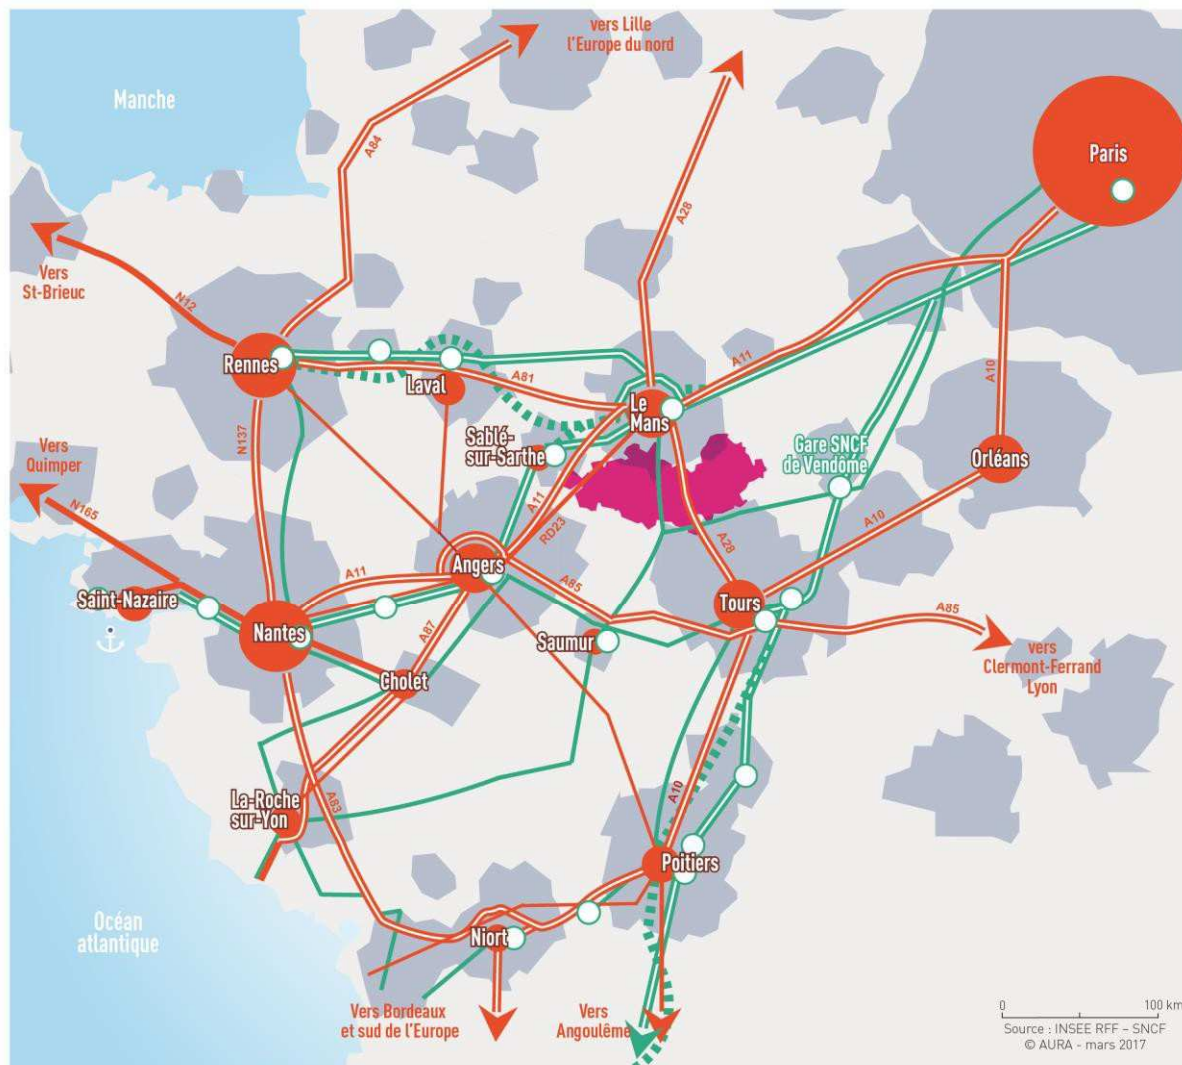 vers Lille
l'Europe du nord
Manche
Paris
A84
A28
Vers
St-Brieuc
N12
Rennes
Laval
A81
A11
A10
Le
Mans
Vers
Quimper
N137
Sablé-
sur-Sarthe
Gare SNCF
de Vendôme
Orléans
N165
A11
RD23
A10
A28
Angers
A11
A85
Saint-Nazaire
Tours
A85
Nantes
A87
Saumur
vers
Clermont-Ferrand
Lyon
Cholet
La-Roche
sur-Yon
A83
A10
Poitiers
Océan
atlantique
Niort
Vers Bordeaux
et sud de l'Europe
Vers
Angoulême
0 100 km
Source : INSEE RFF – SNCF
© AURA - mars 2017